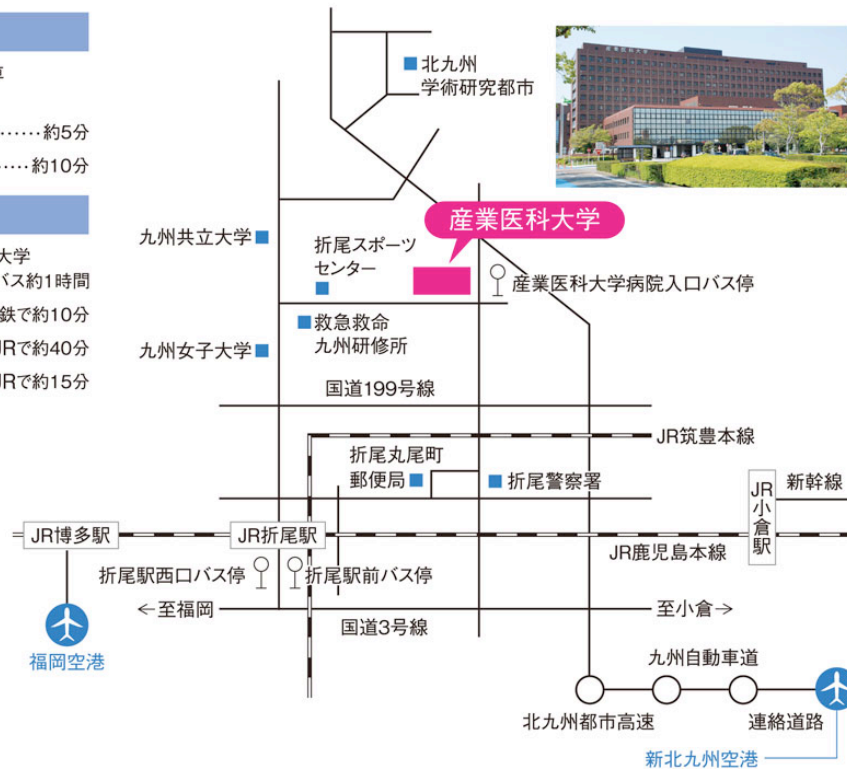 ……約5分
……約10分
大学
バス約1時間
鉄で約10分
JRで約40分
JRで約15分
産業医科大学
北九州
学術研究都市
産業医科大学
九州共立大学
折尾スポーツ
センター
産業医科大学病院入口バス停
救急救命
九州研修所
九州女子大学
国道199号線
JR筑豊本線
折尾丸尾町
郵便局
折尾警察署
JR小倉駅
新幹線
JR博多駅
JR折尾駅
JR鹿児島本線
折尾駅西口バス停
折尾駅前バス停
←至福岡
至小倉→
国道3号線
福岡空港
九州自動車道
北九州都市高速
連絡道路
新北九州空港